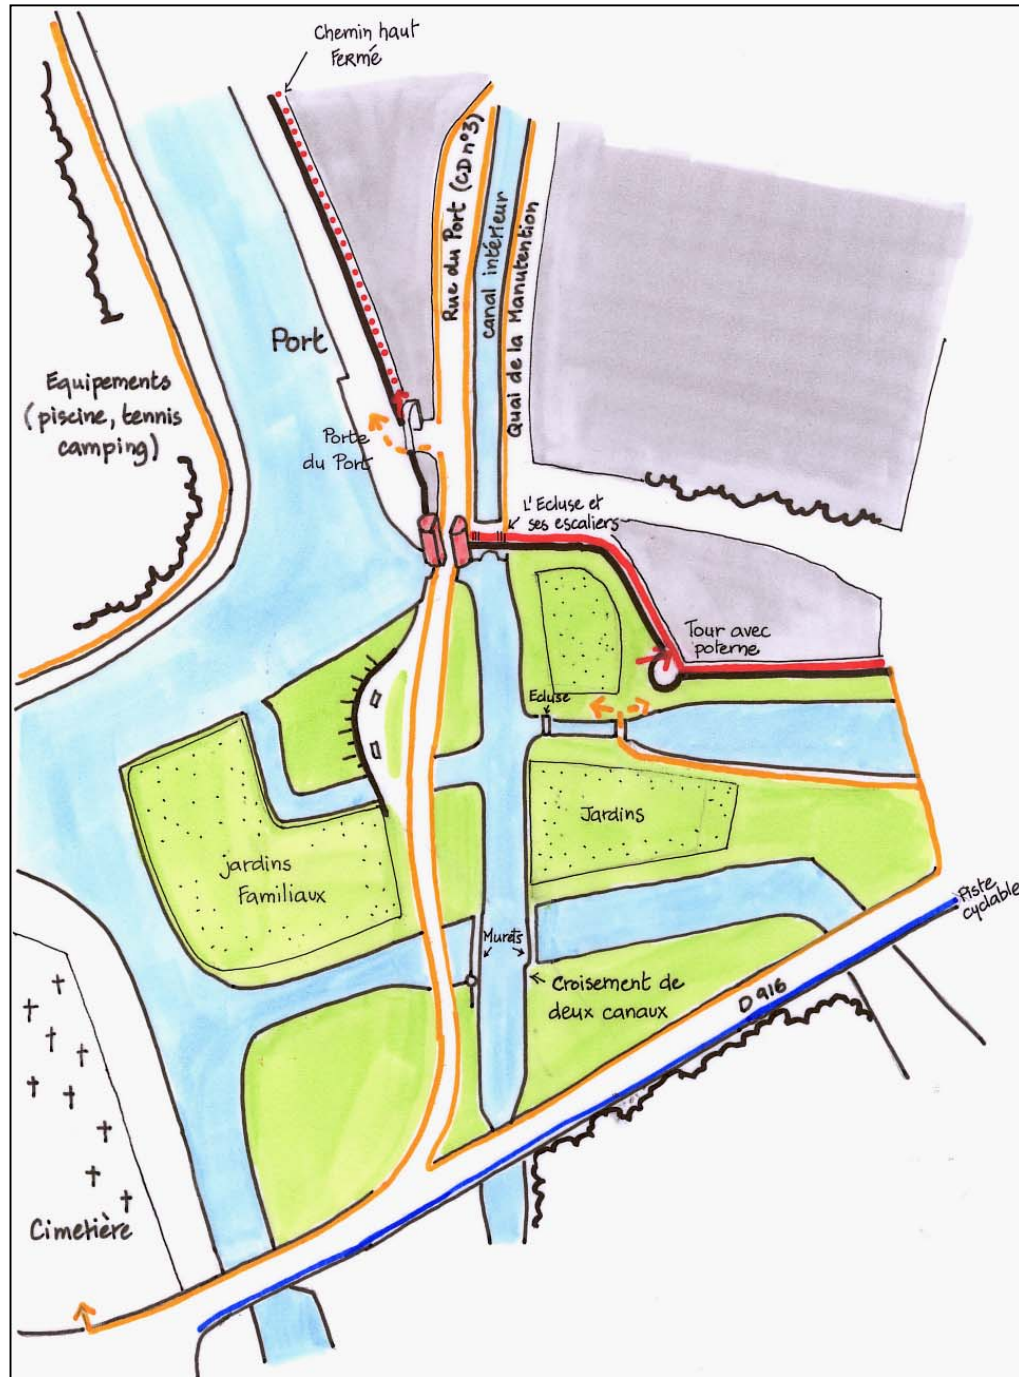 Chemin haut
FERMÉ
Rue du Port (CD n°3)
canal intérieur
Quai de la Manutention
Port
Equipements
(piscine, tennis
camping)
Porte
du Port
L'Ecluse et
ses escaliers
Tour avec
poterne
Ecluse
Jardins
jardins
Familiaux
Piste
cyclable
Murets
Croisement de
deux canaux
D 916
Cimetière